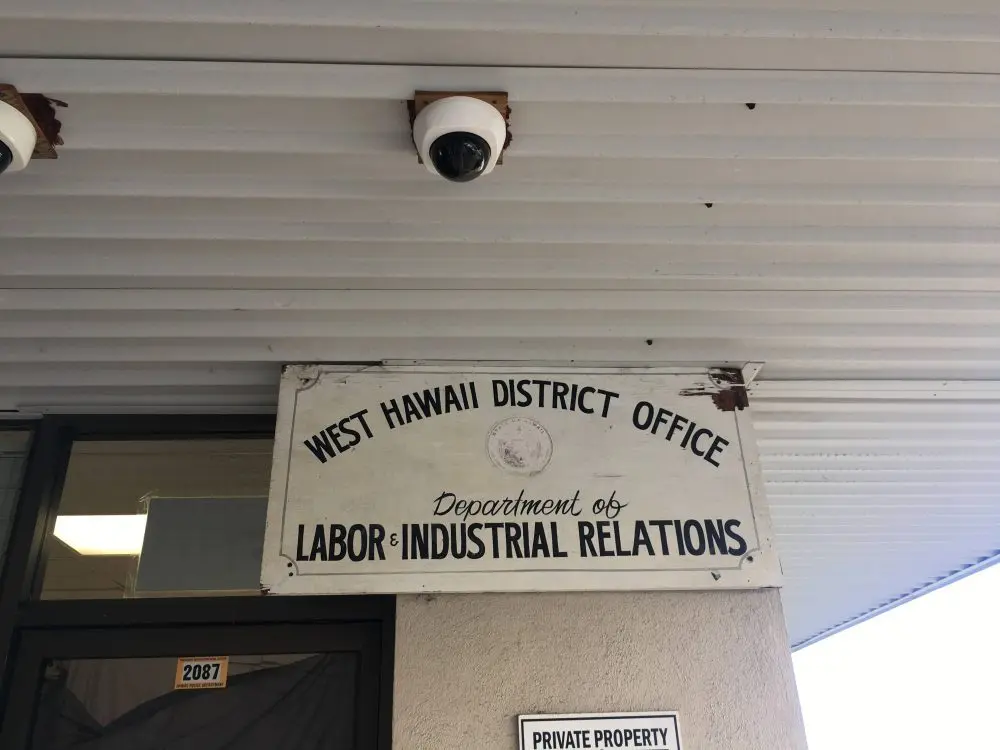 WEST HAWAII DISTRICT OFFICE
Department of
LABOR & INDUSTRIAL RELATIONS
2087
PRIVATE PROPERTY